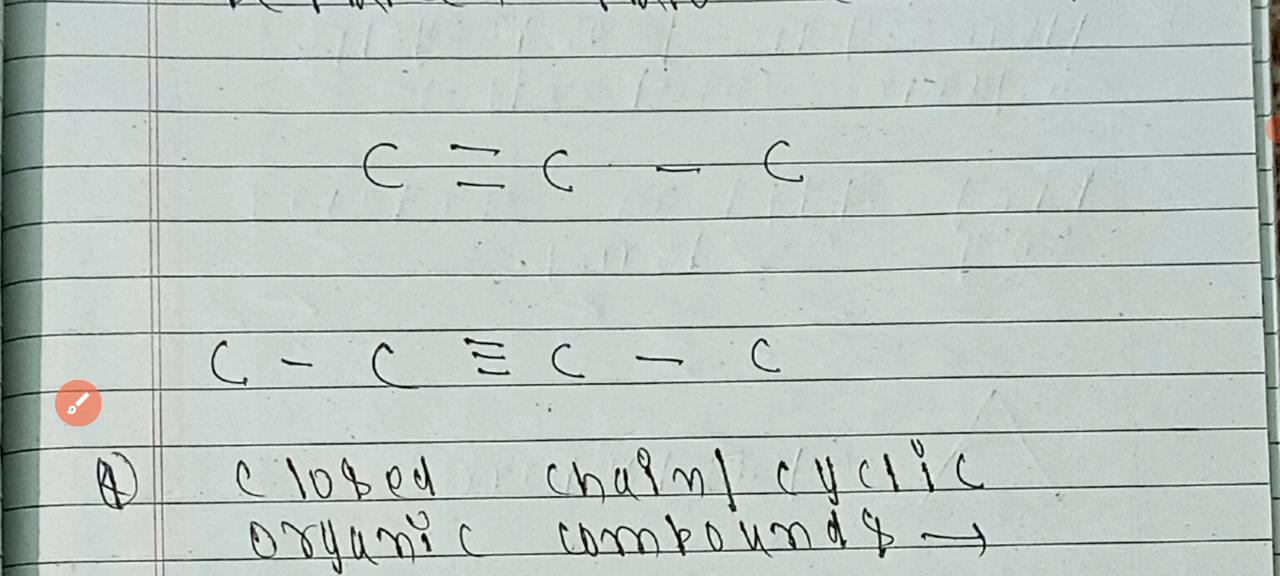 C = C - C
C - C ≡ C - C
④ closed chain/ cyclic
organic compounds →